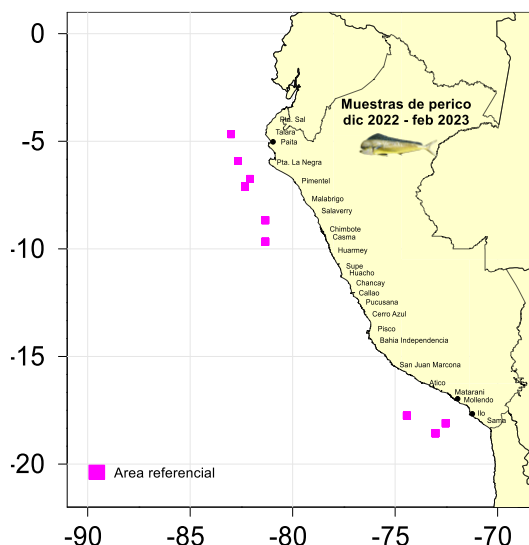 0
Muestras de perico
dic 2022 - feb 2023
Pto. Sal
-5
Talara
Paita
Pta. La Negra
Pimentel
Malabrigo
Salaverry
Chimbote
Casma
-10
Huarmey
Supe
Huacho
Chancay
Callao
Pucusana
Cerro Azul
Pisco
Bahia Independencia
-15
San Juan Marcona
Atico
Matarani
Mollendo
Ilo
Sama
-20
Area referencial
-90 -85 -80 -75 -70